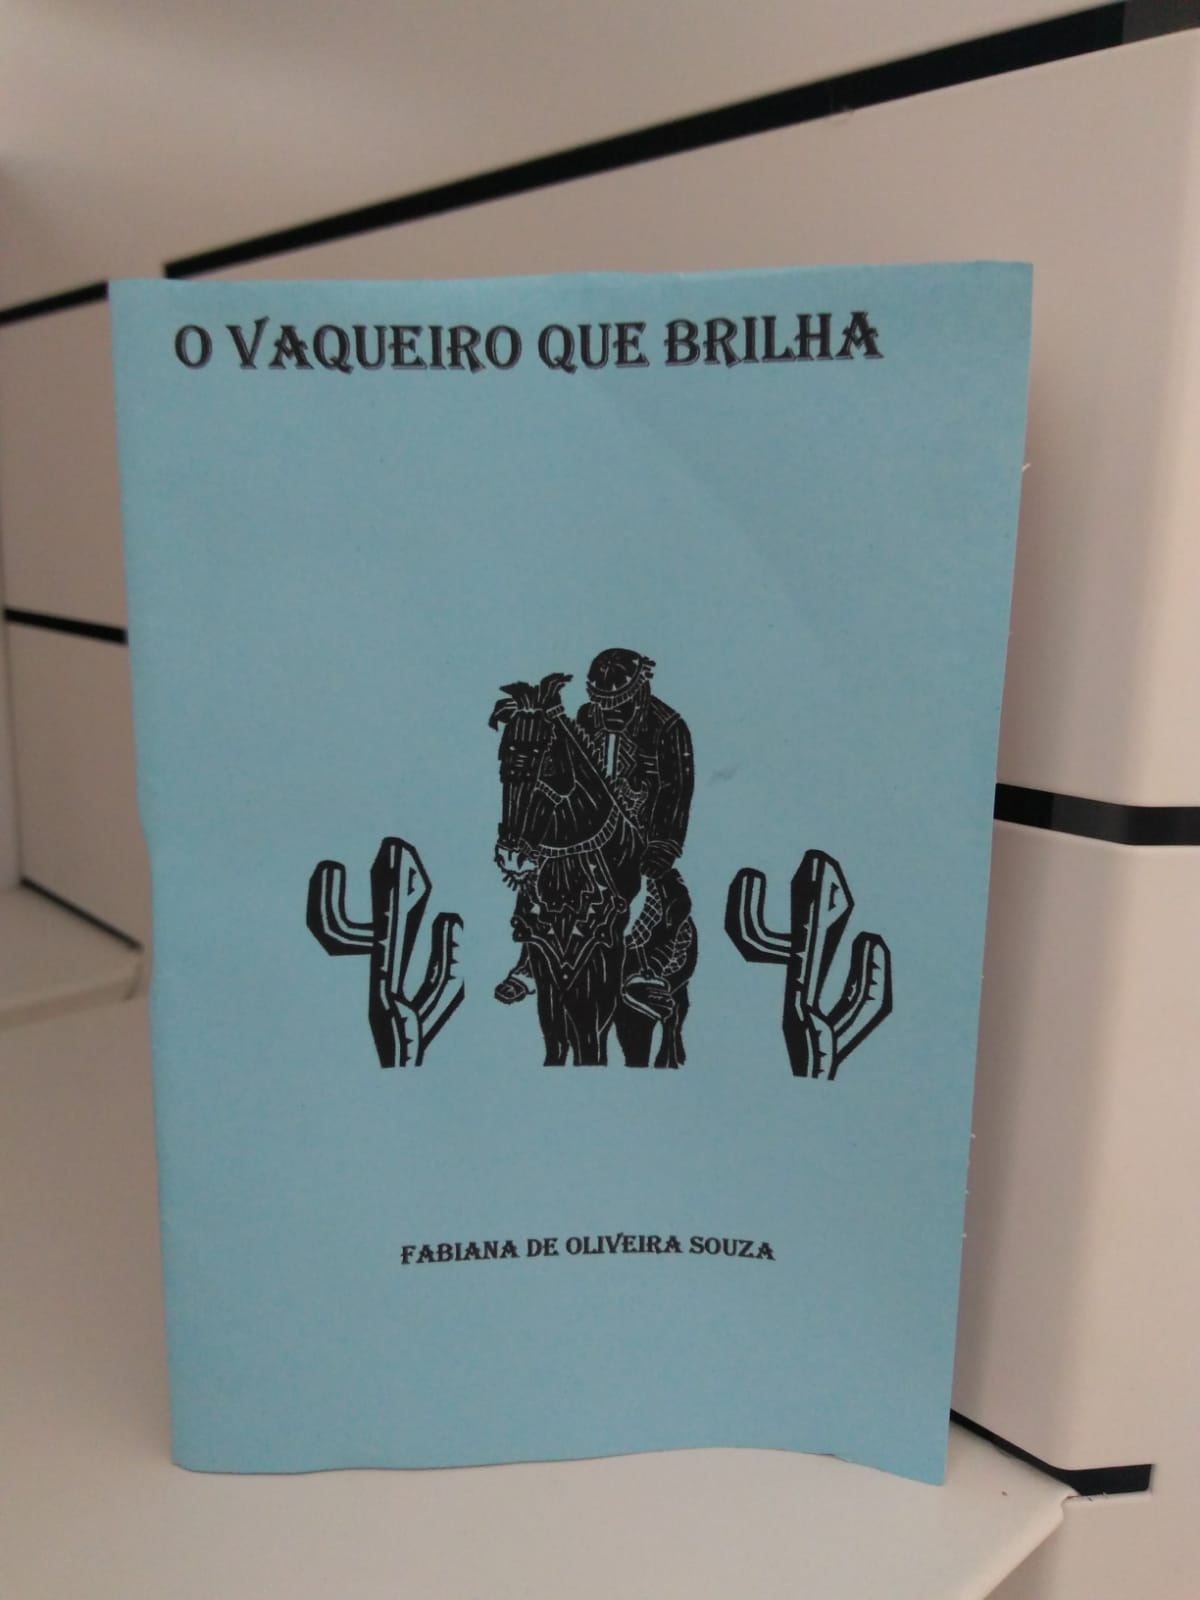 O VAQUEIRO QUE BRILHA
FABIANA DE OLIVEIRA SOUZA